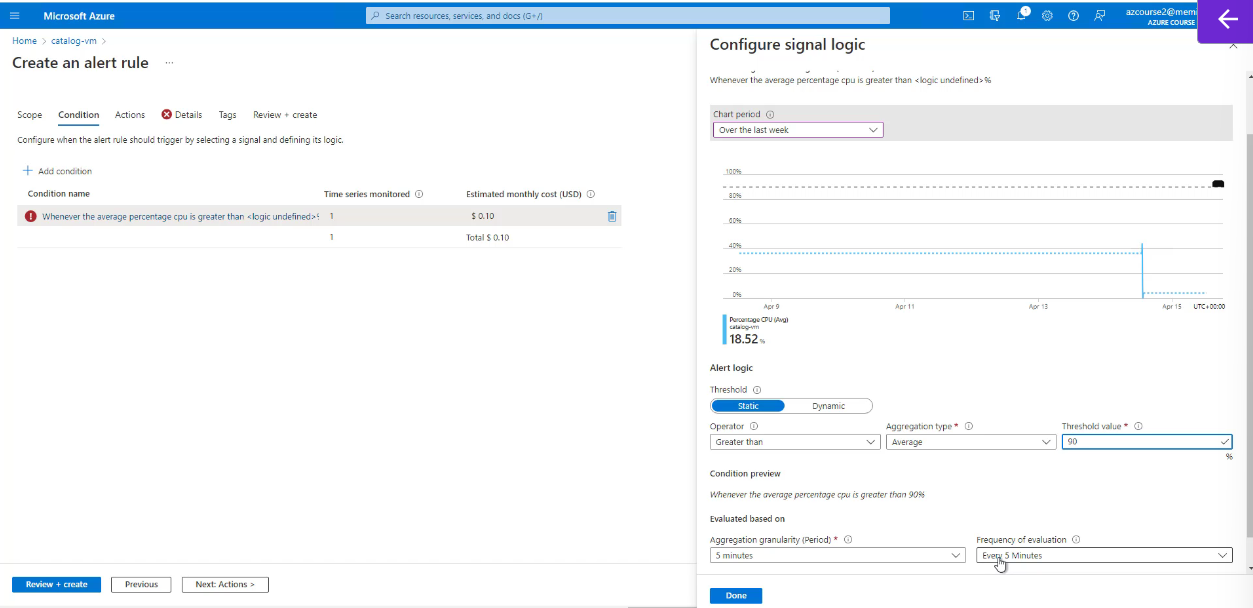 Microsoft Azure
Search resources, services, and docs (G+/)
1
azcourse2@memi
AZURE COURSE
Home > catalog-vm >
Create an alert rule ...
Scope Condition Actions Details Tags Review + create
Configure when the alert rule should trigger by selecting a signal and defining its logic.
+ Add condition
Condition name Time series monitored Estimated monthly cost (USD)
Whenever the average percentage cpu is greater than <logic undefined>% 1 $ 0.10
1 Total $ 0.10
Review + create Previous Next: Actions >
Configure signal logic
Whenever the average percentage cpu is greater than <logic undefined>%
Chart period
Over the last week
100%
80%
60%
40%
20%
0%
Apr 9 Apr 11 Apr 13 Apr 15 UTC+00:00
Percentage CPU (Avg)
catalog-vm
18.52 %
Alert logic
Threshold
Static Dynamic
Operator Aggregation type * Threshold value *
Greater than Average 90
%
Condition preview
Whenever the average percentage cpu is greater than 90%
Evaluated based on
Aggregation granularity (Period) * Frequency of evaluation
5 minutes Every 5 Minutes
Done